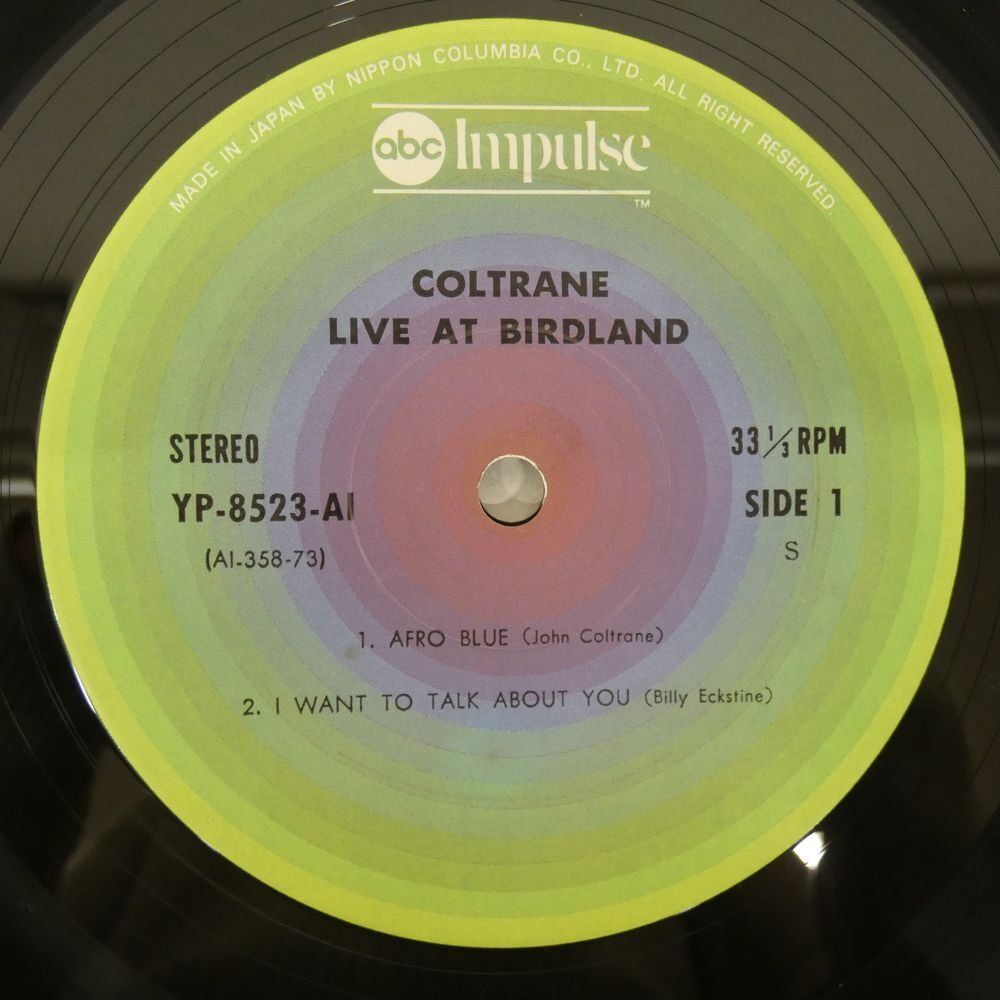 MADE IN JAPAN BY NIPPON COLUMBIA CO., LTD. ALL RIGHT RESERVED.
abc Impulse
TM
COLTRANE
LIVE AT BIRDLAND
STEREO
33 1/3 RPM
YP-8523-AI
SIDE 1
(AI-358-73)
S
1. AFRO BLUE (John Coltrane)
2. I WANT TO TALK ABOUT YOU (Billy Eckstine)